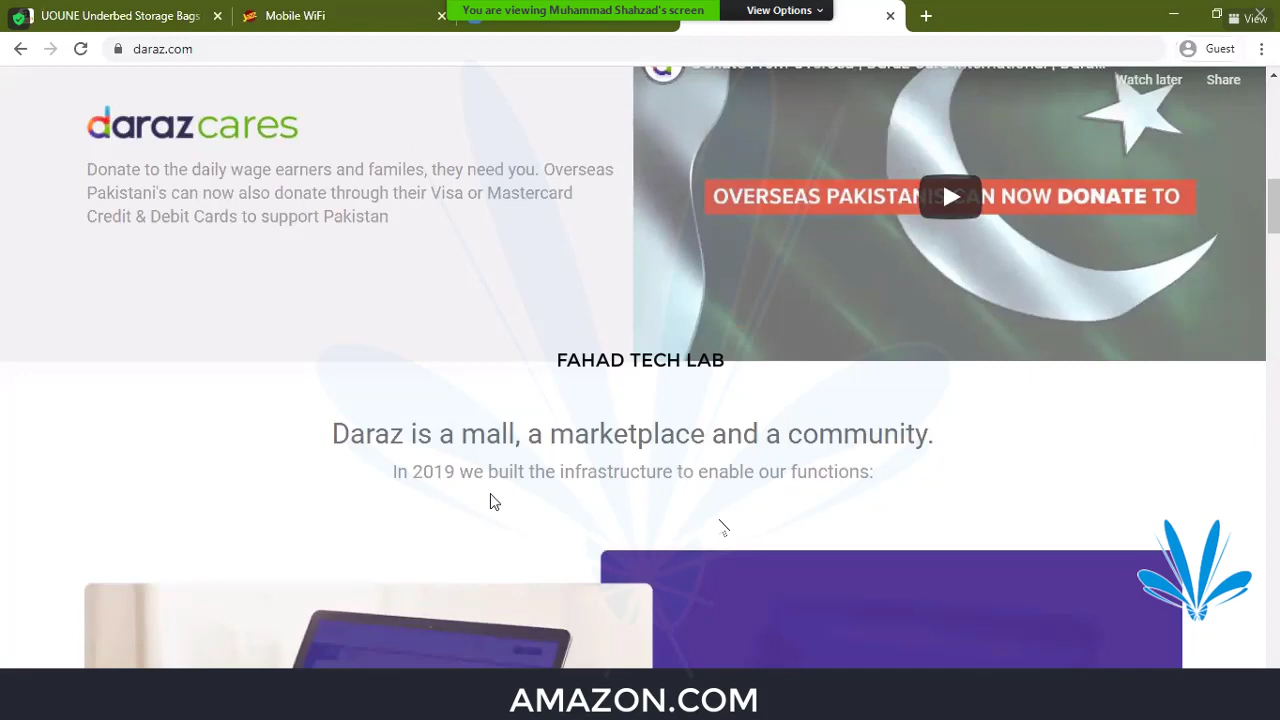 UOUNE Underbed Storage Bags
Mobile WiFi
You are viewing Muhammad Shahzad's screen
View Options
View
daraz.com
Guest
Watch later
Share
daraz cares
Donate to the daily wage earners and familes, they need you. Overseas
Pakistani's can now also donate through their Visa or Mastercard
Credit & Debit Cards to support Pakistan
OVERSEAS PAKISTANIS CAN NOW DONATE TO
FAHAD TECH LAB
Daraz is a mall, a marketplace and a community.
In 2019 we built the infrastructure to enable our functions:
AMAZON.COM